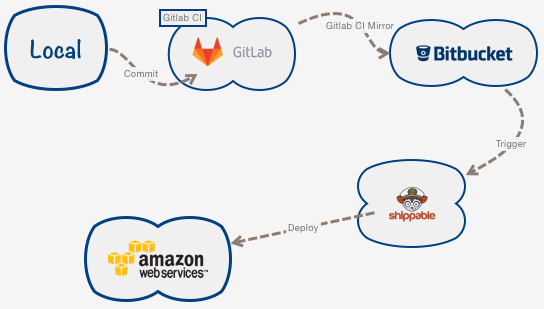 Local
Commit
Gitlab CI
GitLab
Gitlab CI Mirror
Bitbucket
Trigger
shippable
Deploy
amazon
web services™